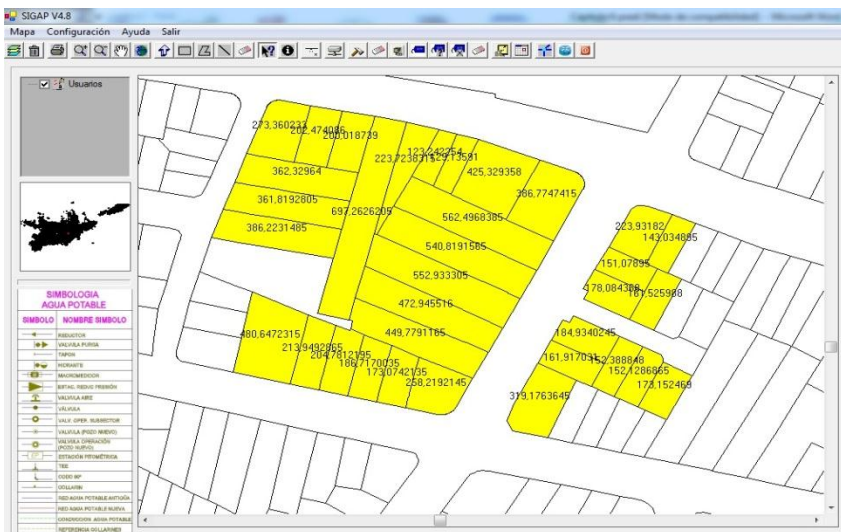 SIGAP V4.8
Mapa Configuración Ayuda Salir
Usuarios
SIMBOLOGIA
AGUA POTABLE
SIMBOLO NOMBRE SIMBOLO
REDUCTOR
VALVULA PURGA
TAPON
HIDRANTE
MACROMEDIDOR
ESTAC. REDUC PRESIÓN
VALVULA AIRE
VÁLVULA
VALV. OPER. SUBSECTOR
VALVULA (POZO NUEVO)
VALVULA OPERACIÓN
(POZO NUEVO)
ESTACIÓN PITOMÉTRICA
TEE
CODO 90°
COLLARIN
RED AGUA POTABLE ANTIGUA
RED AGUA POTABLE NUEVA
CONDUCCION AGUA POTABLE
REFERENCIA COLLARINES
273,360233
202,474086
200,018739
223,7238315
123,242254
425,329358
386,7747415
362,32964
361,8192805
386,2231485
697,2626205
562,4968385
540,8191565
552,933305
472,945516
449,7791165
480,6472315
213,9492865
204,7812195
186,7170035
173,0742135
258,2192145
223,93182
143,034895
151,07895
178,084308
161,525988
184,9340245
161,917031
152,388848
152,1286865
173,152469
319,1763645